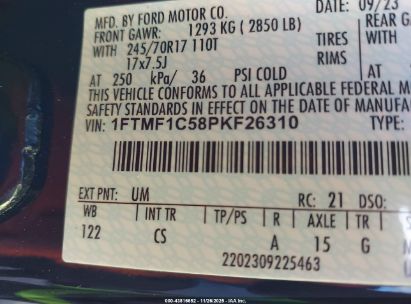 MFG. BY FORD MOTOR CO. 09/23
FRONT GAWR: 1293 KG ( 2850 LB) REAR GA
WITH
245/70R17 110T TIRES
17x7.5J RIMS
AT 250 kPa/ 36 PSI COLD
THIS VEHICLE CONFORMS TO ALL APPLICABLE FEDERAL M
SAFETY STANDARDS IN EFFECT ON THE DATE OF MANUFA
VIN: 1FTMF1C58PKF26310 TYPE:
EXT PNT: UM RC: 21 DSO:
WB INT TR TP/PS R AXLE TR
122 CS A 15 G
2202309225463